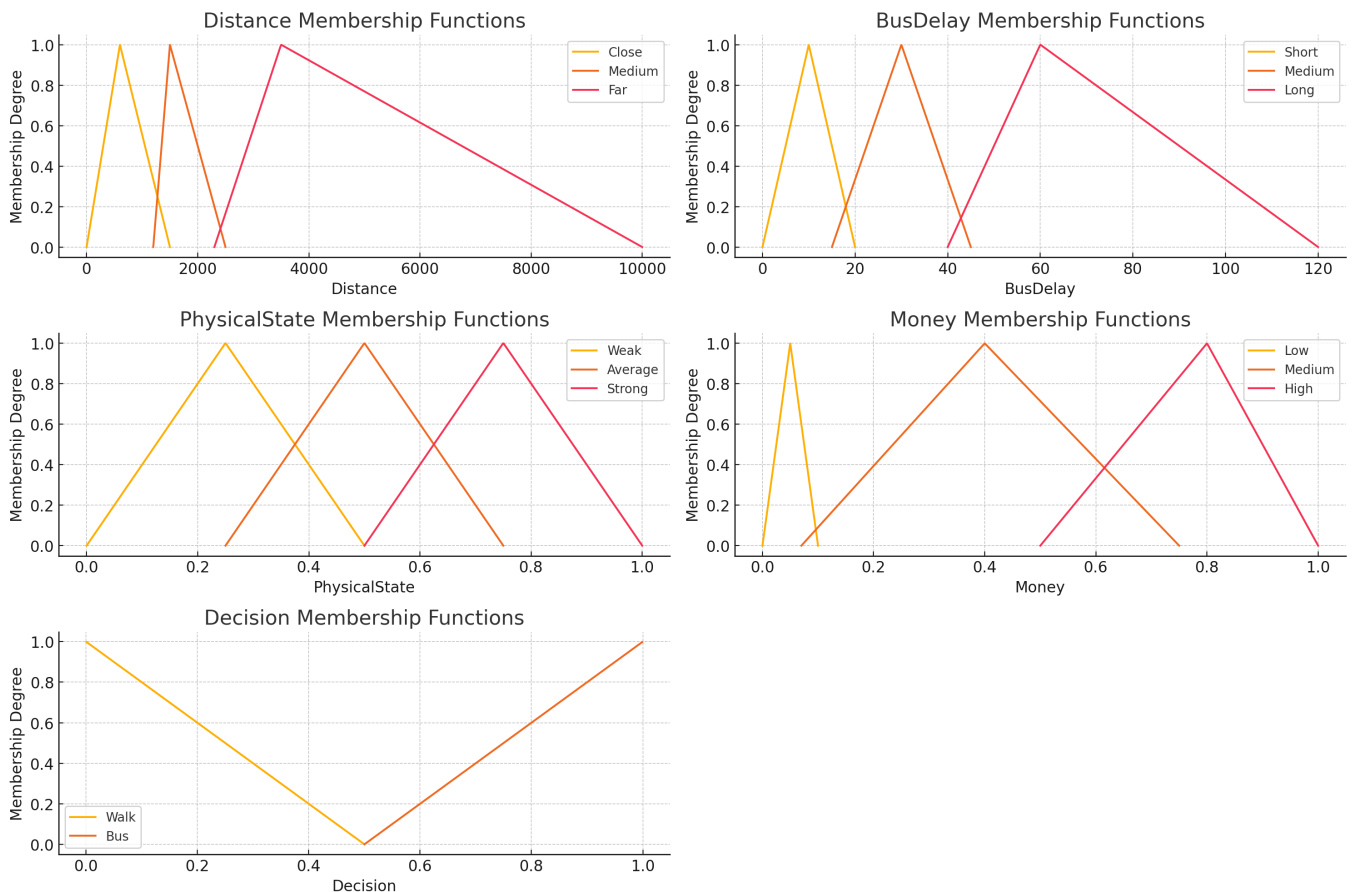 Distance Membership Functions
Membership Degree
1.0
0.8
0.6
0.4
0.2
0.0
Close
Medium
Far
0 2000 4000 6000 8000 10000
Distance
BusDelay Membership Functions
Membership Degree
1.0
0.8
0.6
0.4
0.2
0.0
Short
Medium
Long
0 20 40 60 80 100 120
BusDelay
PhysicalState Membership Functions
Membership Degree
1.0
0.8
0.6
0.4
0.2
0.0
Weak
Average
Strong
0.0 0.2 0.4 0.6 0.8 1.0
PhysicalState
Money Membership Functions
Membership Degree
1.0
0.8
0.6
0.4
0.2
0.0
Low
Medium
High
0.0 0.2 0.4 0.6 0.8 1.0
Money
Decision Membership Functions
Membership Degree
1.0
0.8
0.6
0.4
0.2
0.0
Walk
Bus
0.0 0.2 0.4 0.6 0.8 1.0
Decision